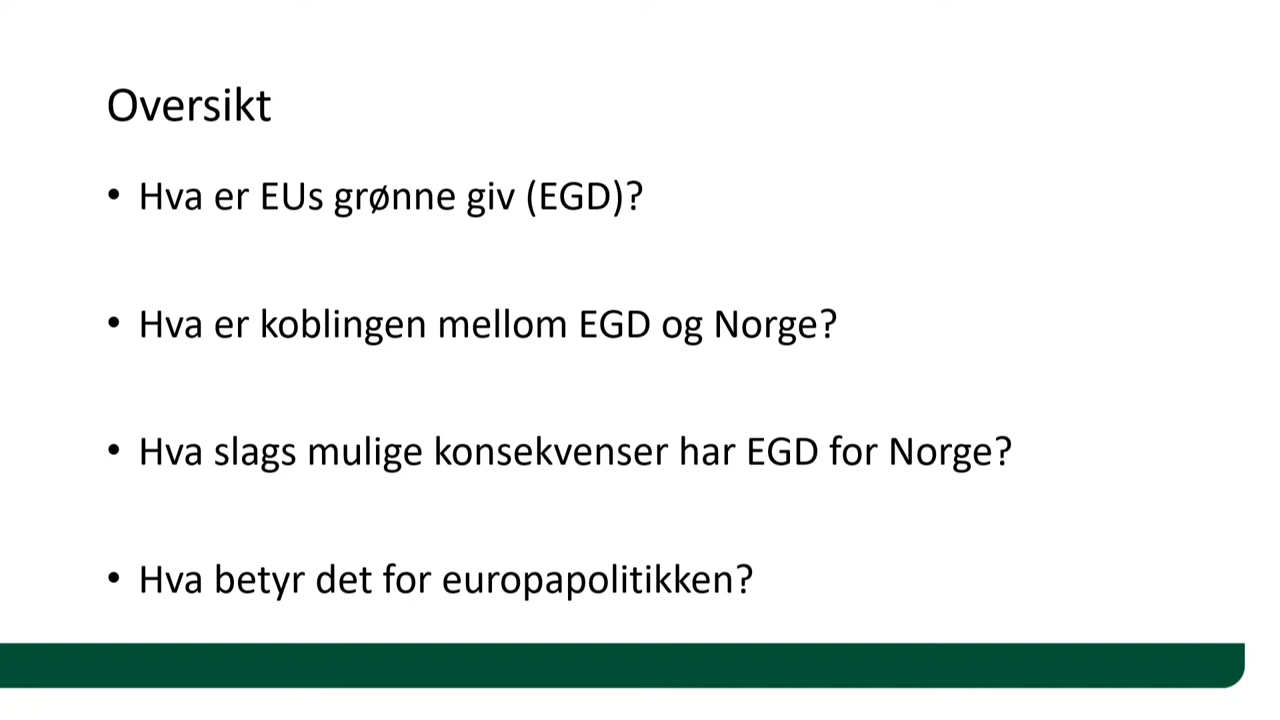 Oversikt
• Hva er EUs grønne giv (EGD)?
• Hva er koblingen mellom EGD og Norge?
• Hva slags mulige konsekvenser har EGD for Norge?
• Hva betyr det for europapolitikken?